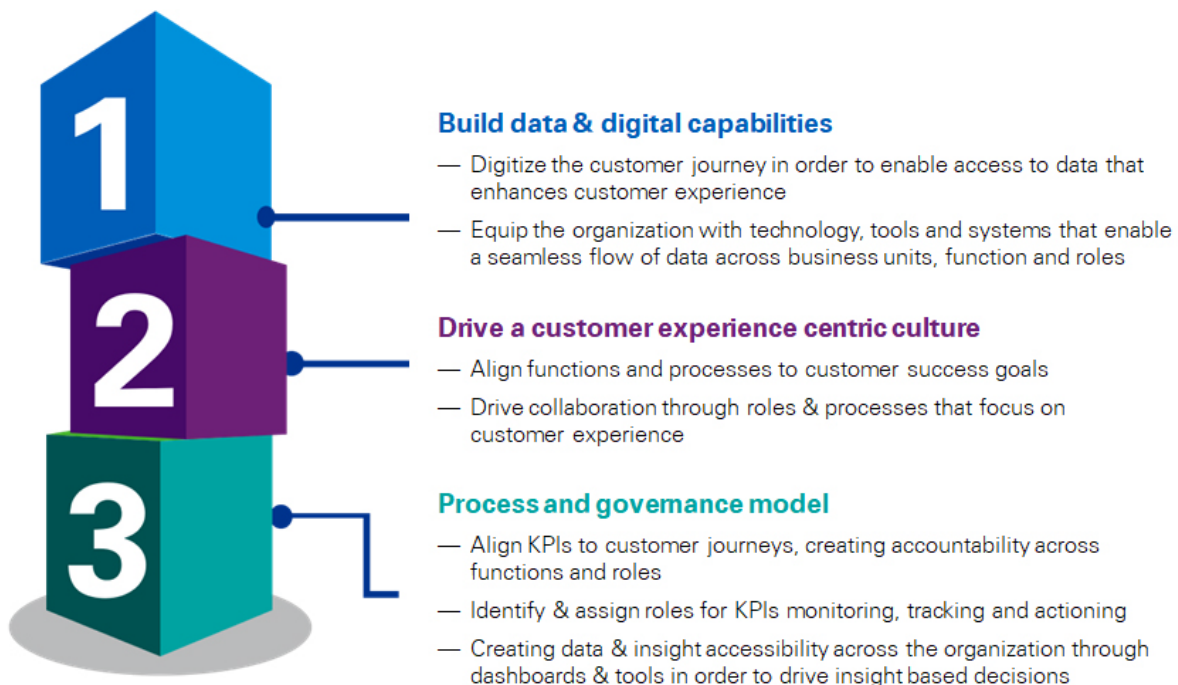 1
Build data & digital capabilities
— Digitize the customer journey in order to enable access to data that
enhances customer experience
— Equip the organization with technology, tools and systems that enable
a seamless flow of data across business units, function and roles
2
Drive a customer experience centric culture
— Align functions and processes to customer success goals
— Drive collaboration through roles & processes that focus on
customer experience
3
Process and governance model
— Align KPIs to customer journeys, creating accountability across
functions and roles
— Identify & assign roles for KPIs monitoring, tracking and actioning
— Creating data & insight accessibility across the organization through
dashboards & tools in order to drive insight based decisions